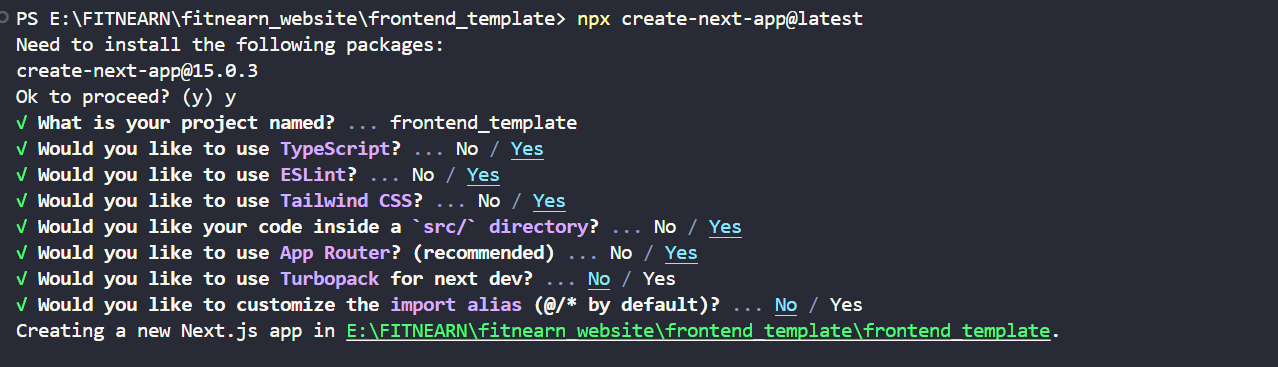 PS E:\FITNEARN\fitnearn_website\frontend_template> npx create-next-app@latest
Need to install the following packages:
create-next-app@15.0.3
Ok to proceed? (y) y
√ What is your project named? ... frontend_template
√ Would you like to use TypeScript? ... No / Yes
√ Would you like to use ESLint? ... No / Yes
√ Would you like to use Tailwind CSS? ... No / Yes
√ Would you like your code inside a `src/` directory? ... No / Yes
√ Would you like to use App Router? (recommended) ... No / Yes
√ Would you like to use Turbopack for next dev? ... No / Yes
√ Would you like to customize the import alias (@/* by default)? ... No / Yes
Creating a new Next.js app in E:\FITNEARN\fitnearn_website\frontend_template\frontend_template.